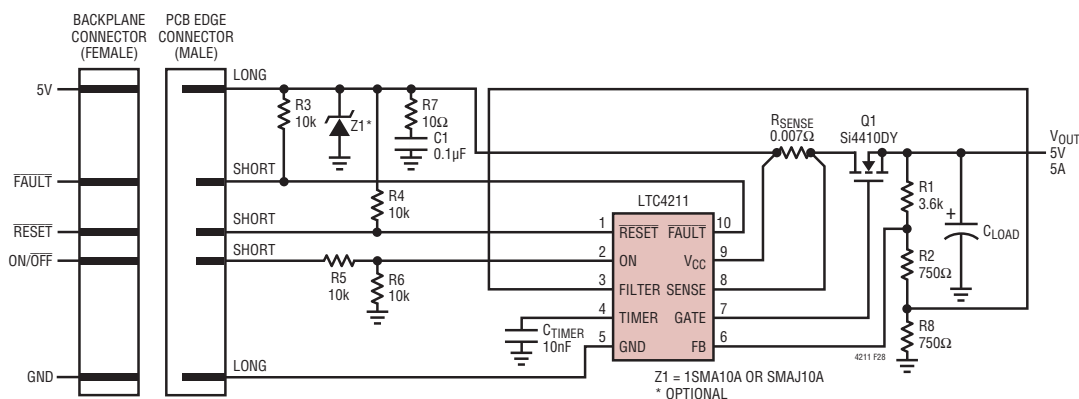 BACKPLANE
CONNECTOR
(FEMALE)
PCB EDGE
CONNECTOR
(MALE)
LONG
5V
R3
10k
Z1*
R7
10Ω
C1
0.1µF
RSENSE
0.007Ω
Q1
Si4410DY
VOUT
5V
5A
SHORT
FAULT
R4
10k
LTC4211
R1
3.6k
CLOAD
+
SHORT
RESET
1
RESET
FAULT
10
SHORT
ON/OFF
R5
10k
R6
10k
2
ON
VCC
9
R2
750Ω
3
FILTER
SENSE
8
4
TIMER
GATE
7
CTIMER
10nF
5
GND
FB
6
R8
750Ω
4211 F28
LONG
GND
Z1 = 1SMA10A OR SMAJ10A
* OPTIONAL